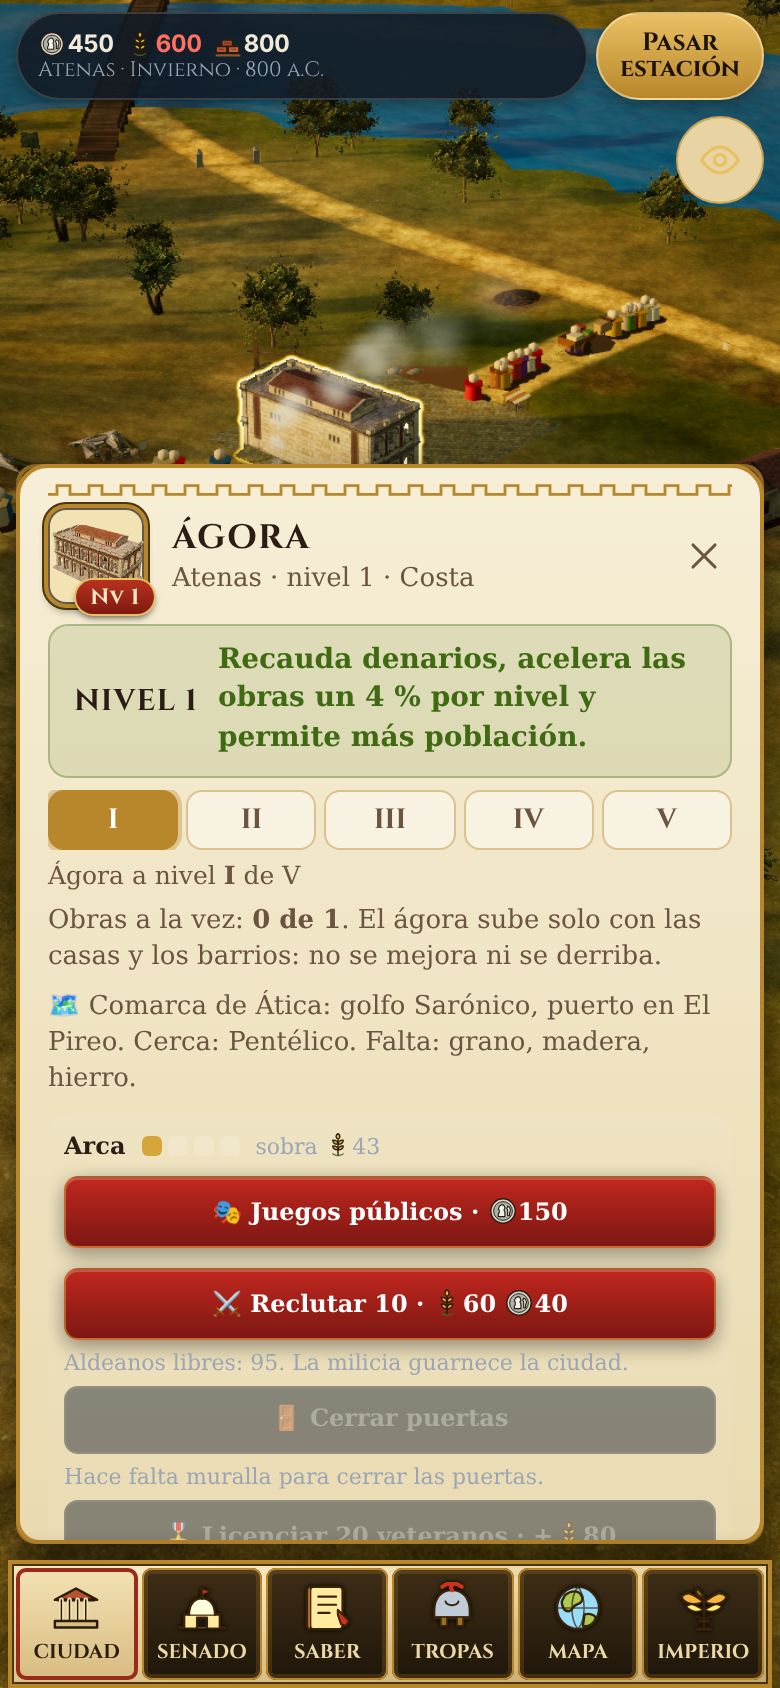 450 600 800
ATENAS · INVIERNO · 800 A.C.
PASAR
ESTACIÓN
ÁGORA
Atenas · nivel 1 · Costa
NV 1
NIVEL 1
Recauda denarios, acelera las
obras un 4 % por nivel y
permite más población.
I II III IV V
Ágora a nivel I de V
Obras a la vez: 0 de 1. El ágora sube solo con las
casas y los barrios: no se mejora ni se derriba.
Comarca de Ática: golfo Sarónico, puerto en El
Pireo. Cerca: Pentélico. Falta: grano, madera,
hierro.
Arca sobra 43
Juegos públicos · 150
Reclutar 10 · 60 40
Aldeanos libres: 95. La milicia guarnece la ciudad.
Cerrar puertas
Hace falta muralla para cerrar las puertas.
Licenciar 20 veteranos · + 80
CIUDAD SENADO SABER TROPAS MAPA IMPERIO